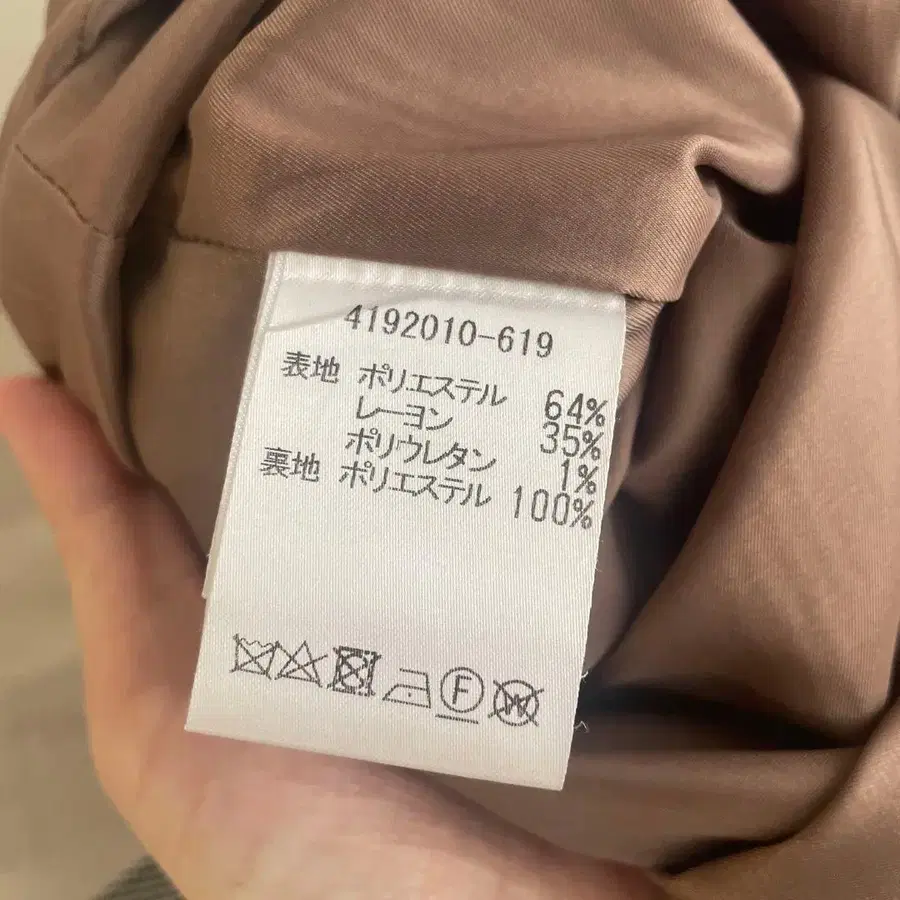 4192010-619
表地 ポリエステル 64%
レーヨン 35%
ポリウレタン 1%
裏地 ポリエステル 100%
F
W